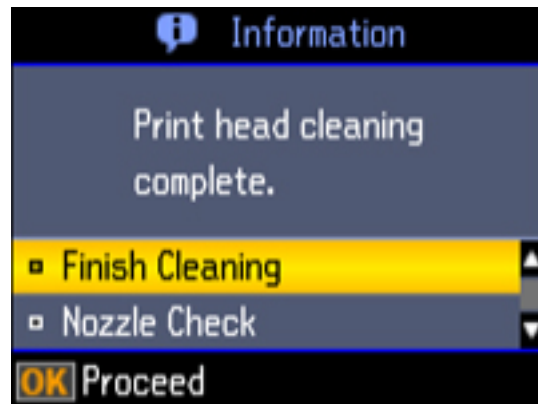 Information
Print head cleaning
complete.
Finish Cleaning
Nozzle Check
OK Proceed